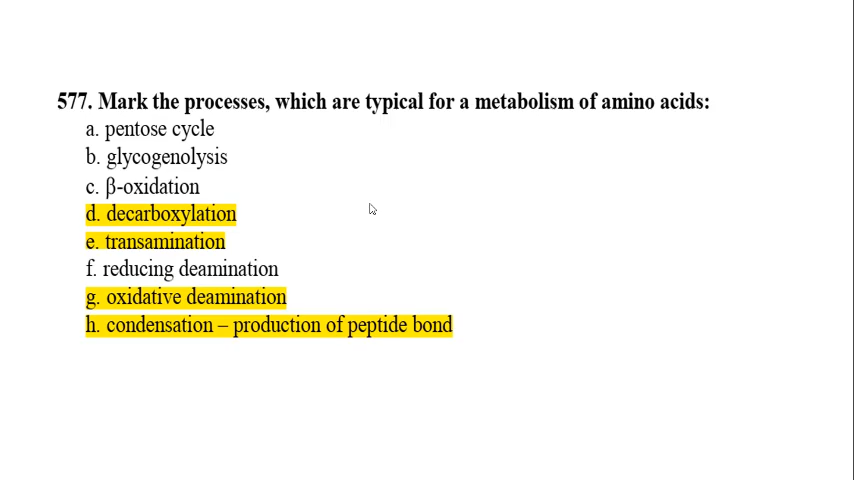 577. Mark the processes, which are typical for a metabolism of amino acids:
a. pentose cycle
b. glycogenolysis
c. β-oxidation
d. decarboxylation
e. transamination
f. reducing deamination
g. oxidative deamination
h. condensation – production of peptide bond